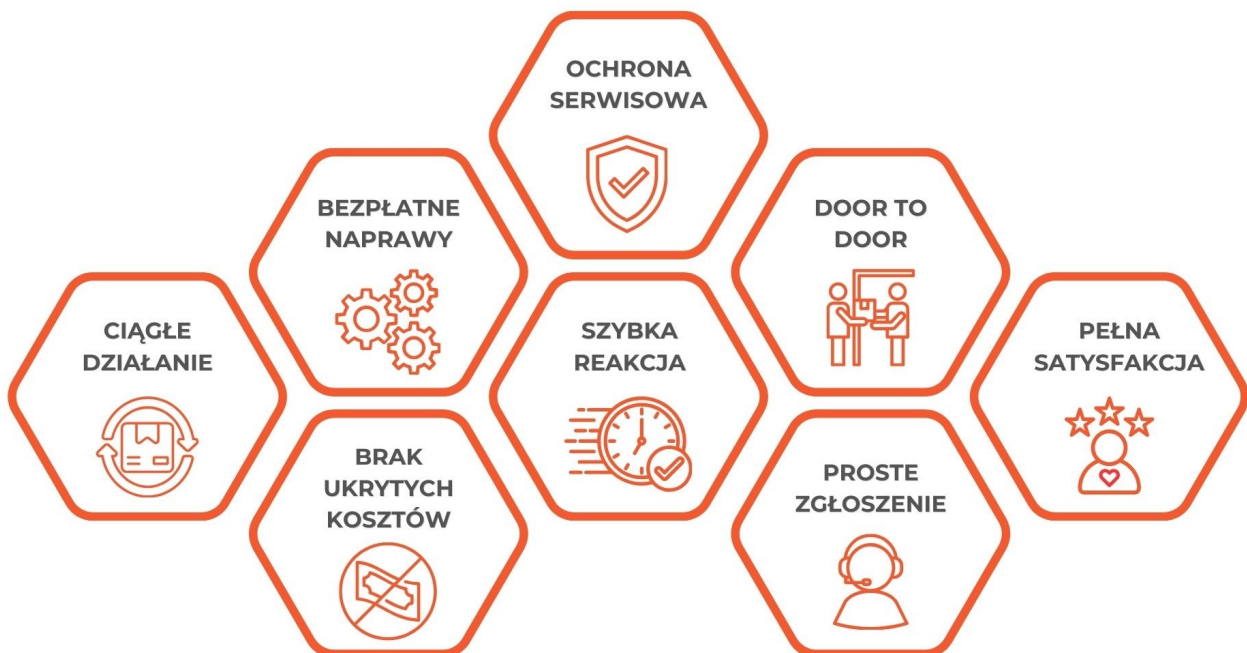 OCHRONA
SERWISOWA
BEZPŁATNE
NAPRAWY
DOOR TO
DOOR
CIĄGŁE
DZIAŁANIE
SZYBKA
REAKCJA
PEŁNA
SATYSFAKCJA
BRAK
UKRYTYCH
KOSZTÓW
PROSTE
ZGŁOSZENIE